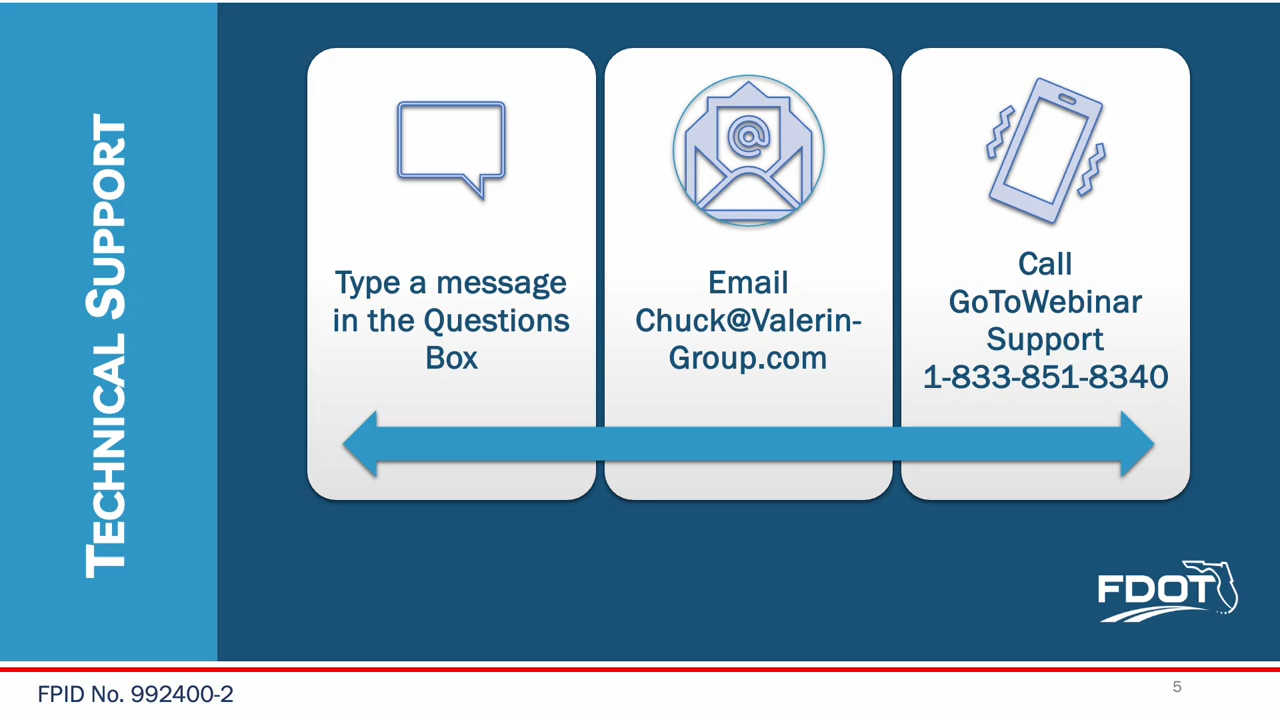 TECHNICAL SUPPORT
Type a message
in the Questions
Box
@
Email
Chuck@Valerin-
Group.com
Call
GoToWebinar
Support
1-833-851-8340
FDOT
FPID No. 992400-2
5